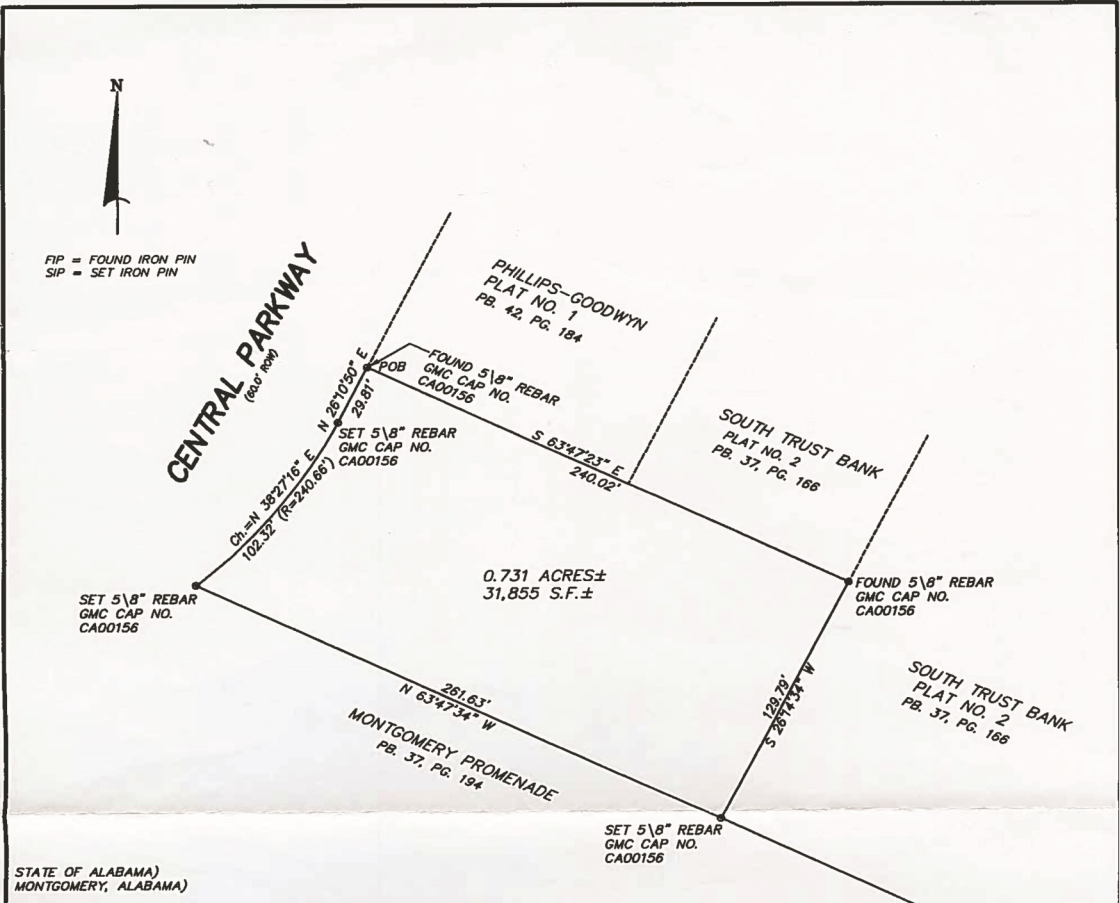 N
FIP = FOUND IRON PIN
SIP = SET IRON PIN
CENTRAL PARKWAY
(60.0' ROW)
PHILLIPS-GOODWYN
PLAT NO. 1
PB. 42, PG. 184
N 26°10'50" E
29.81'
POB
FOUND 5\8" REBAR
GMC CAP NO.
CA00156
SET 5\8" REBAR
GMC CAP NO.
CA00156
S 63°47'23" E
240.02'
SOUTH TRUST BANK
PLAT NO. 2
PB. 37, PG. 166
Ch.=N 38°27'16" E
102.32' (R=240.66')
0.731 ACRES±
31,855 S.F.±
SET 5\8" REBAR
GMC CAP NO.
CA00156
FOUND 5\8" REBAR
GMC CAP NO.
CA00156
129.79'
S 26°14'34" W
SOUTH TRUST BANK
PLAT NO. 2
PB. 37, PG. 166
261.63'
N 63°47'34" W
MONTGOMERY PROMENADE
PB. 37, PG. 194
SET 5\8" REBAR
GMC CAP NO.
CA00156
STATE OF ALABAMA)
MONTGOMERY, ALABAMA)